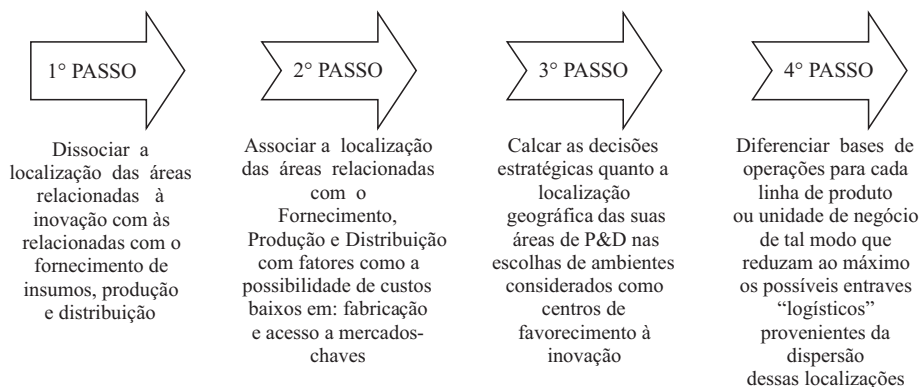 1° PASSO
Dissociar a
localização das áreas
relacionadas à
inovação com às
relacionadas com o
fornecimento de
insumos, produção
e distribuição
2° PASSO
Associar a localização
das áreas relacionadas
com o
Fornecimento,
Produção e Distribuição
com fatores como a
possibilidade de custos
baixos em: fabricação
e acesso a mercados-
chaves
3° PASSO
Calcar as decisões
estratégicas quanto a
localização
geográfica das suas
áreas de P&D nas
escolhas de ambientes
considerados como
centros de
favorecimento à
inovação
4° PASSO
Diferenciar bases de
operações para cada
linha de produto
ou unidade de negócio
de tal modo que
reduzam ao máximo
os possíveis entraves
“logísticos”
provenientes da
dispersão
dessas localizações